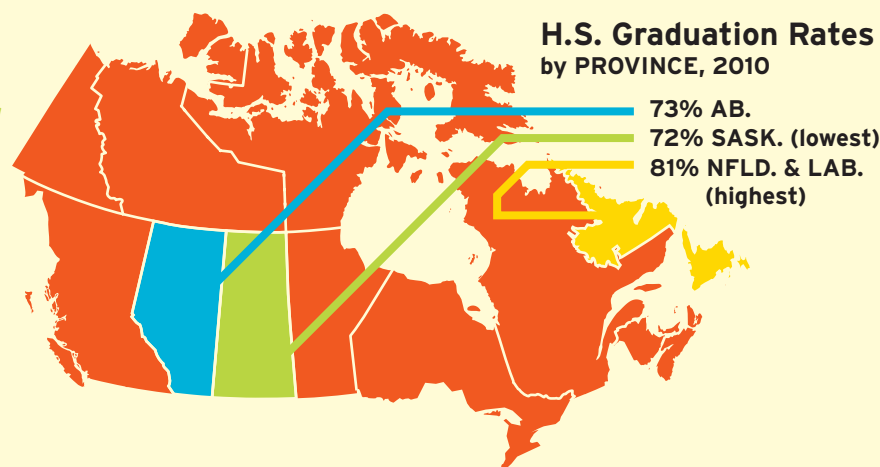 H.S. Graduation Rates
by PROVINCE, 2010
73% AB.
72% SASK. (lowest)
81% NFLD. & LAB.
(highest)